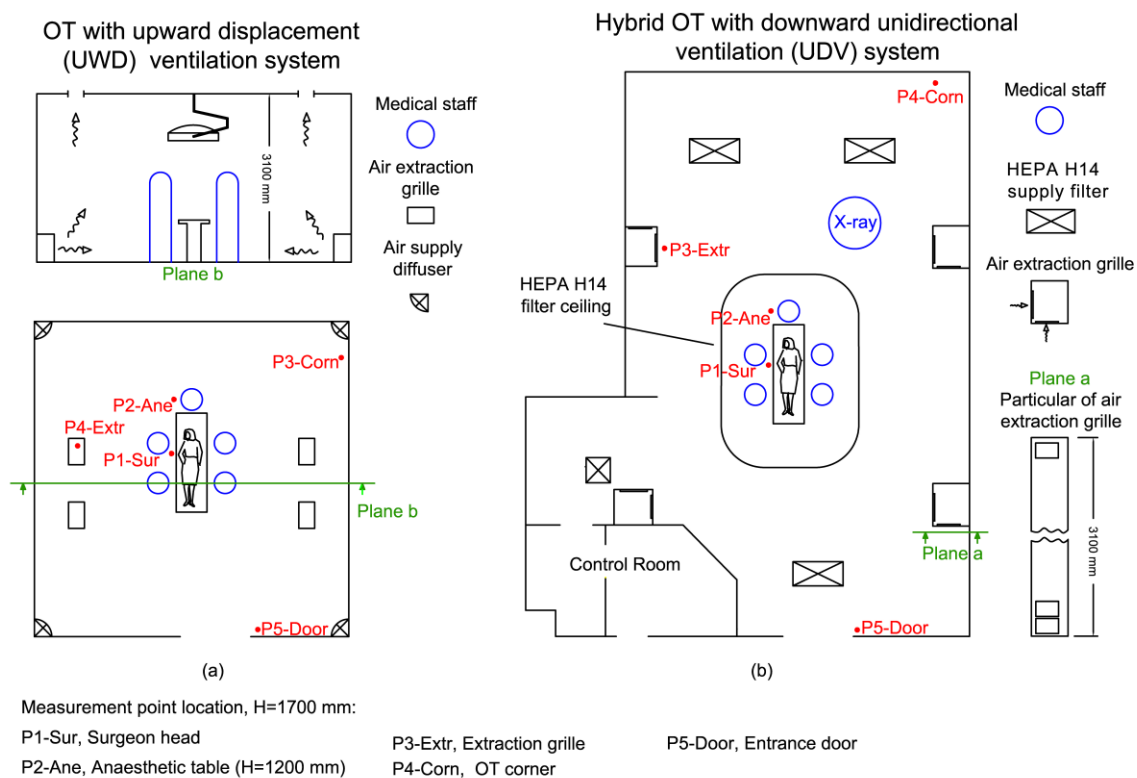 OT with upward displacement
(UWD) ventilation system
3100 mm
Plane b
Medical staff
Air extraction
grille
Air supply
diffuser
P3-Corn
P2-Ane
P4-Extr
P1-Sur
Plane b
P5-Door
(a)
Hybrid OT with downward unidirectional
ventilation (UDV) system
P4-Corn
X-ray
P3-Extr
HEPA H14
filter ceiling
P2-Ane
P1-Sur
Plane a
Control Room
P5-Door
(b)
Medical staff
HEPA H14
supply filter
Air extraction grille
Plane a
Particular of air
extraction grille
3100 mm
Measurement point location, H=1700 mm:
P1-Sur, Surgeon head
P2-Ane, Anaesthetic table (H=1200 mm)
P3-Extr, Extraction grille
P4-Corn, OT corner
P5-Door, Entrance door